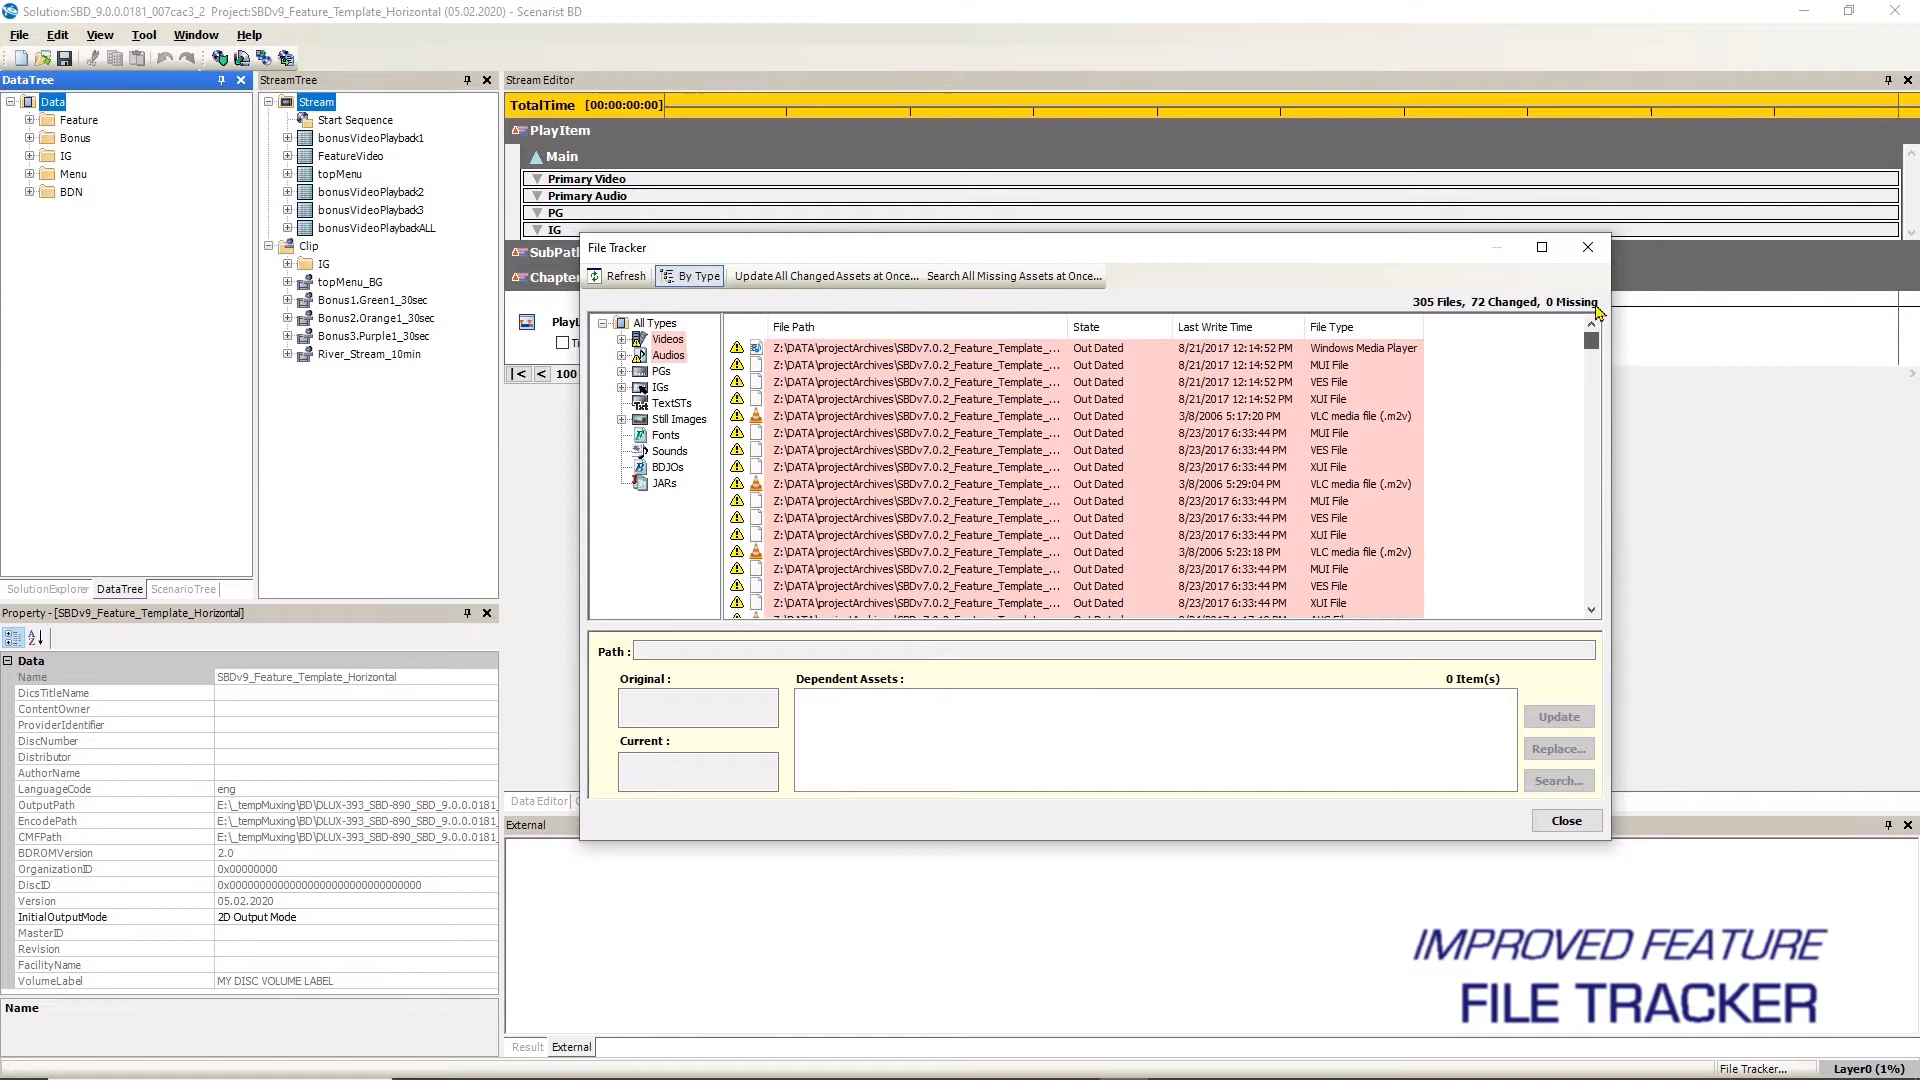 Solution:SBD_9.0.0.0181_007cac3_2 Project:SBDv9_Feature_Template_Horizontal (05.02.2020) - Scenarist BD
File Edit View Tool Window Help
DataTree
Data
Feature
Bonus
IG
Menu
BDN
SolutionExplorer DataTree ScenarioTree
StreamTree
Stream
Start Sequence
bonusVideoPlayback1
FeatureVideo
topMenu
bonusVideoPlayback2
bonusVideoPlayback3
bonusVideoPlaybackALL
Clip
IG
topMenu_BG
Bonus1.Green1_30sec
Bonus2.Orange1_30sec
Bonus3.Purple1_30sec
River_Stream_10min
Stream Editor
TotalTime [00:00:00:00]
PlayItem
Main
Primary Video
Primary Audio
PG
IG
SubPath
Chapter
|< < 100
File Tracker
Refresh By Type Update All Changed Assets at Once... Search All Missing Assets at Once...
305 Files, 72 Changed, 0 Missing
All Types
Videos
Audios
PGs
IGs
TextSTs
Still Images
Fonts
Sounds
BDJOs
JARs
File Path State Last Write Time File Type
Z:\DATA\projectArchives\SBDv7.0.2_Feature_Template_... Out Dated 8/21/2017 12:14:52 PM Windows Media Player
Z:\DATA\projectArchives\SBDv7.0.2_Feature_Template_... Out Dated 8/21/2017 12:14:52 PM MUI File
Z:\DATA\projectArchives\SBDv7.0.2_Feature_Template_... Out Dated 8/21/2017 12:14:52 PM VES File
Z:\DATA\projectArchives\SBDv7.0.2_Feature_Template_... Out Dated 8/21/2017 12:14:52 PM XUI File
Z:\DATA\projectArchives\SBDv7.0.2_Feature_Template_... Out Dated 3/8/2006 5:17:20 PM VLC media file (.m2v)
Z:\DATA\projectArchives\SBDv7.0.2_Feature_Template_... Out Dated 8/23/2017 6:33:44 PM MUI File
Z:\DATA\projectArchives\SBDv7.0.2_Feature_Template_... Out Dated 8/23/2017 6:33:44 PM VES File
Z:\DATA\projectArchives\SBDv7.0.2_Feature_Template_... Out Dated 8/23/2017 6:33:44 PM XUI File
Z:\DATA\projectArchives\SBDv7.0.2_Feature_Template_... Out Dated 3/8/2006 5:29:04 PM VLC media file (.m2v)
Z:\DATA\projectArchives\SBDv7.0.2_Feature_Template_... Out Dated 8/23/2017 6:33:44 PM MUI File
Z:\DATA\projectArchives\SBDv7.0.2_Feature_Template_... Out Dated 8/23/2017 6:33:44 PM VES File
Z:\DATA\projectArchives\SBDv7.0.2_Feature_Template_... Out Dated 8/23/2017 6:33:44 PM XUI File
Z:\DATA\projectArchives\SBDv7.0.2_Feature_Template_... Out Dated 3/8/2006 5:23:18 PM VLC media file (.m2v)
Z:\DATA\projectArchives\SBDv7.0.2_Feature_Template_... Out Dated 8/23/2017 6:33:44 PM MUI File
Z:\DATA\projectArchives\SBDv7.0.2_Feature_Template_... Out Dated 8/23/2017 6:33:44 PM VES File
Z:\DATA\projectArchives\SBDv7.0.2_Feature_Template_... Out Dated 8/23/2017 6:33:44 PM XUI File
Path :
Original :
Dependent Assets : 0 Item(s)
Current :
Update
Replace...
Search...
Close
Property - [SBDv9_Feature_Template_Horizontal]
Data
Name SBDv9_Feature_Template_Horizontal
DicsTitleName
ContentOwner
ProviderIdentifier
DiscNumber
Distributor
AuthorName
LanguageCode eng
OutputPath E:\_tempMuxing\BD\DLUX-393_SBD-890_SBD_9.0.0.0181_
EncodePath E:\_tempMuxing\BD\DLUX-393_SBD-890_SBD_9.0.0.0181_
CMFPath E:\_tempMuxing\BD\DLUX-393_SBD-890_SBD_9.0.0.0181_
BDROMVersion 2.0
OrganizationID 0x00000000
DiscID 0x00000000000000000000000000000000
Version 05.02.2020
InitialOutputMode 2D Output Mode
MasterID
Revision
FacilityName
VolumeLabel MY DISC VOLUME LABEL
Name
Data Editor
External
Result External
IMPROVED FEATURE
FILE TRACKER
File Tracker... Layer0 (1%)